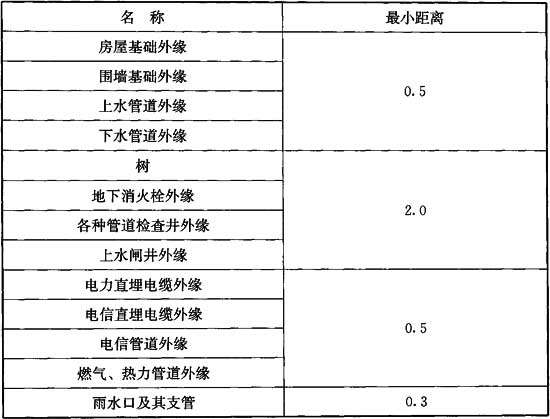 名 称 最小距离
房屋基础外缘
围墙基础外缘
0.5
上水管道外缘
下水管道外缘
树
地下消火栓外缘
2.0
各种管道检查井外缘
上水闸井外缘
电力直埋电缆外缘
电信直埋电缆外缘
0.5
电信管道外缘
燃气、热力管道外缘
雨水口及其支管 0.3